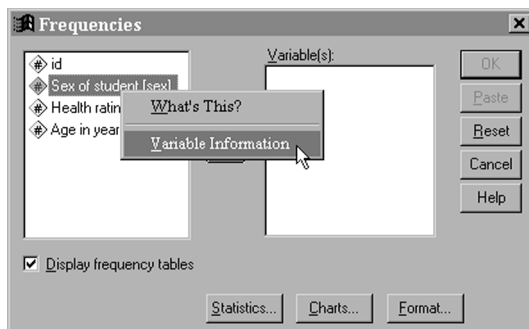 Frequencies
id
Sex of student [sex]
Health ratin
Age in year
What's This?
Variable Information
Variable(s):
OK
Paste
Reset
Cancel
Help
Display frequency tables
Statistics...
Charts...
Format...